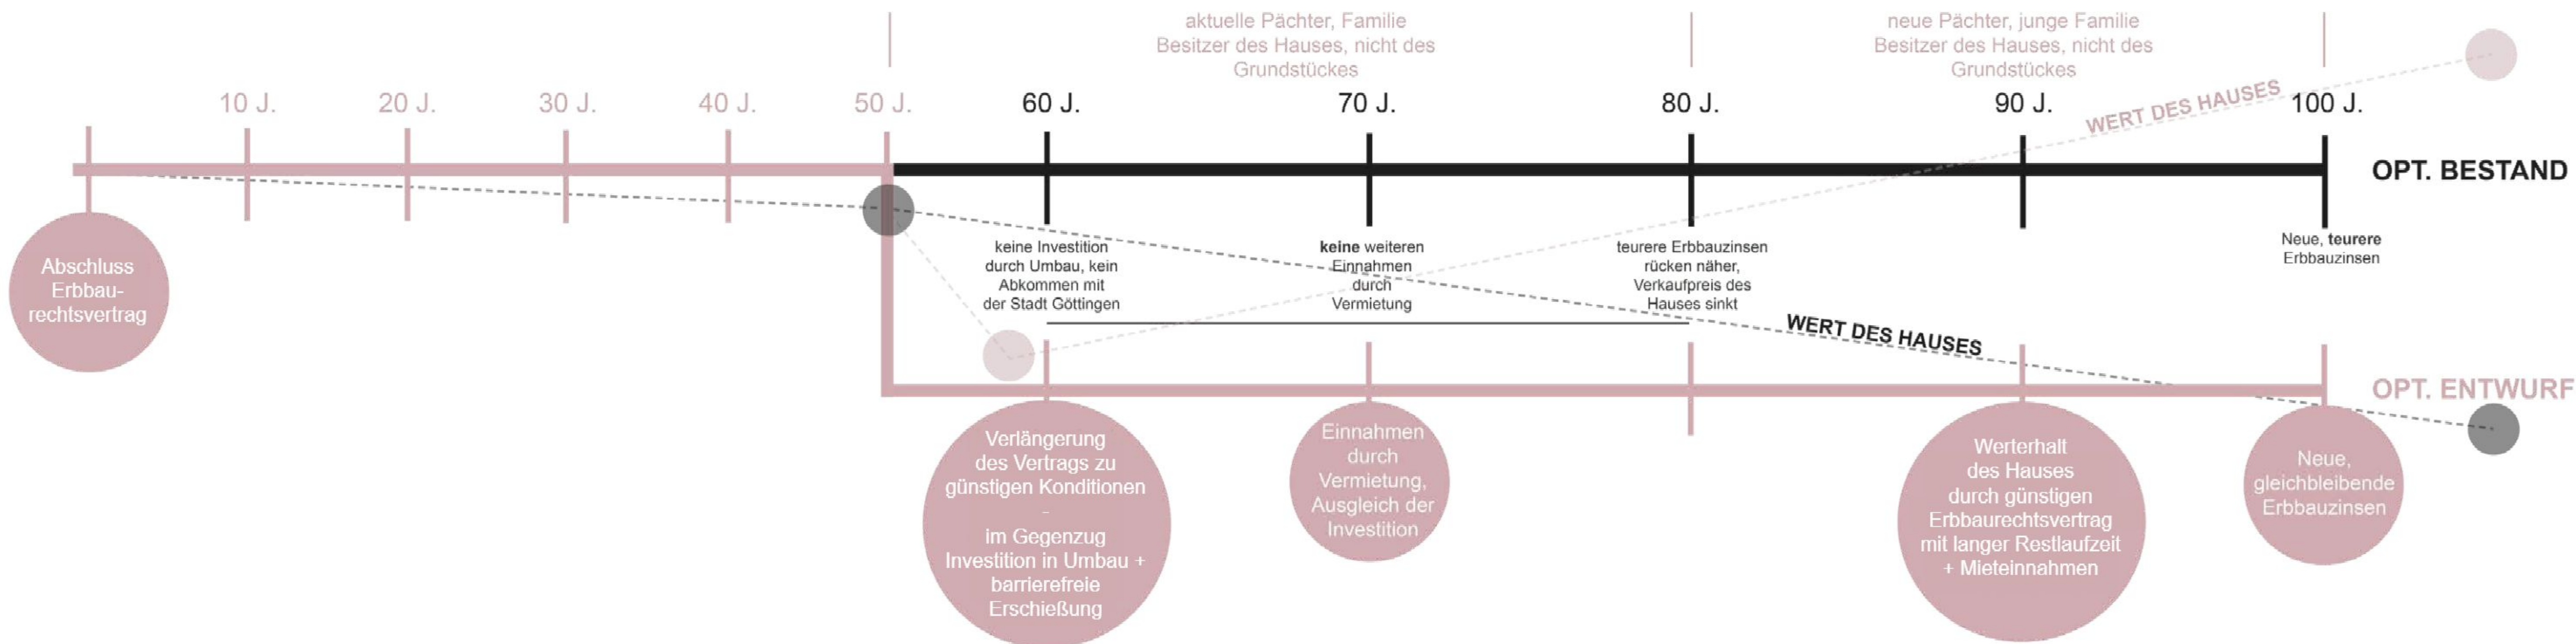 aktuelle Pächter, Familie
Besitzer des Hauses, nicht des
Grundstückes
neue Pächter, junge Familie
Besitzer des Hauses, nicht des
Grundstückes
10 J.
20 J.
30 J.
40 J.
50 J.
60 J.
70 J.
80 J.
90 J.
100 J.
WERT DES HAUSES
OPT. BESTAND
Abschluss
Erbbau-
rechtsvertrag
keine Investition
durch Umbau, kein
Abkommen mit
der Stadt Göttingen
keine weiteren
Einnahmen
durch
Vermietung
teurere Erbbauzinsen
rücken näher,
Verkaufpreis des
Hauses sinkt
Neue, teurere
Erbbauzinsen
WERT DES HAUSES
OPT. ENTWURF
Verlängerung
des Vertrags zu
günstigen Konditionen
-
im Gegenzug
Investition in Umbau +
barrierefreie
Erschießung
Einnahmen
durch
Vermietung,
Ausgleich der
Investition
Werterhalt
des Hauses
durch günstigen
Erbbaurechtsvertrag
mit langer Restlaufzeit
+ Mieteinnahmen
Neue,
gleichbleibende
Erbbauzinsen